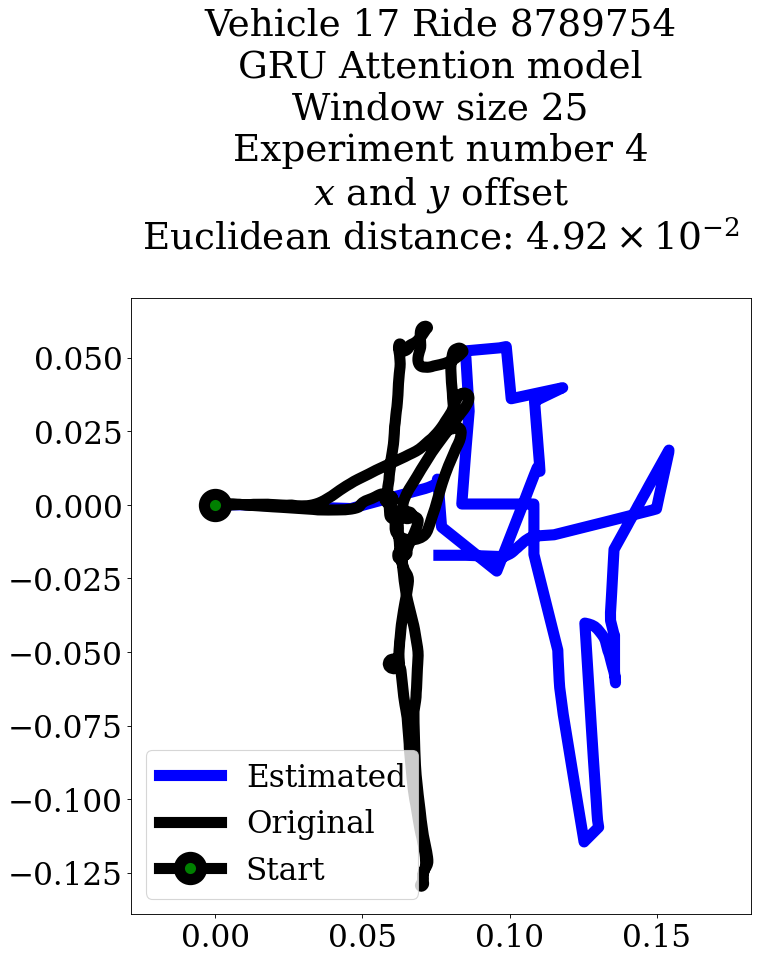 Vehicle 17 Ride 8789754
GRU Attention model
Window size 25
Experiment number 4
x and y offset
Euclidean distance: 4.92 × 10⁻²
0.050
0.025
0.000
−0.025
−0.050
−0.075
−0.100
−0.125
Estimated
Original
Start
0.00 0.05 0.10 0.15